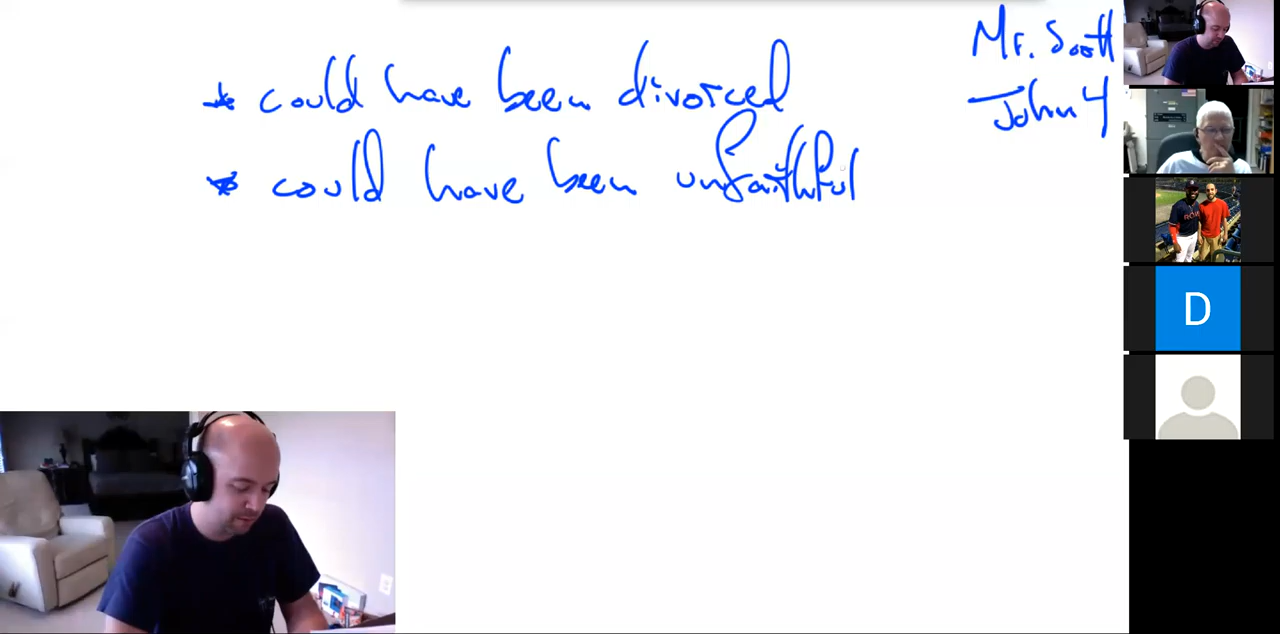 * could have been divorced
* could have been unfaithful
Mr. Scott
John 4
D